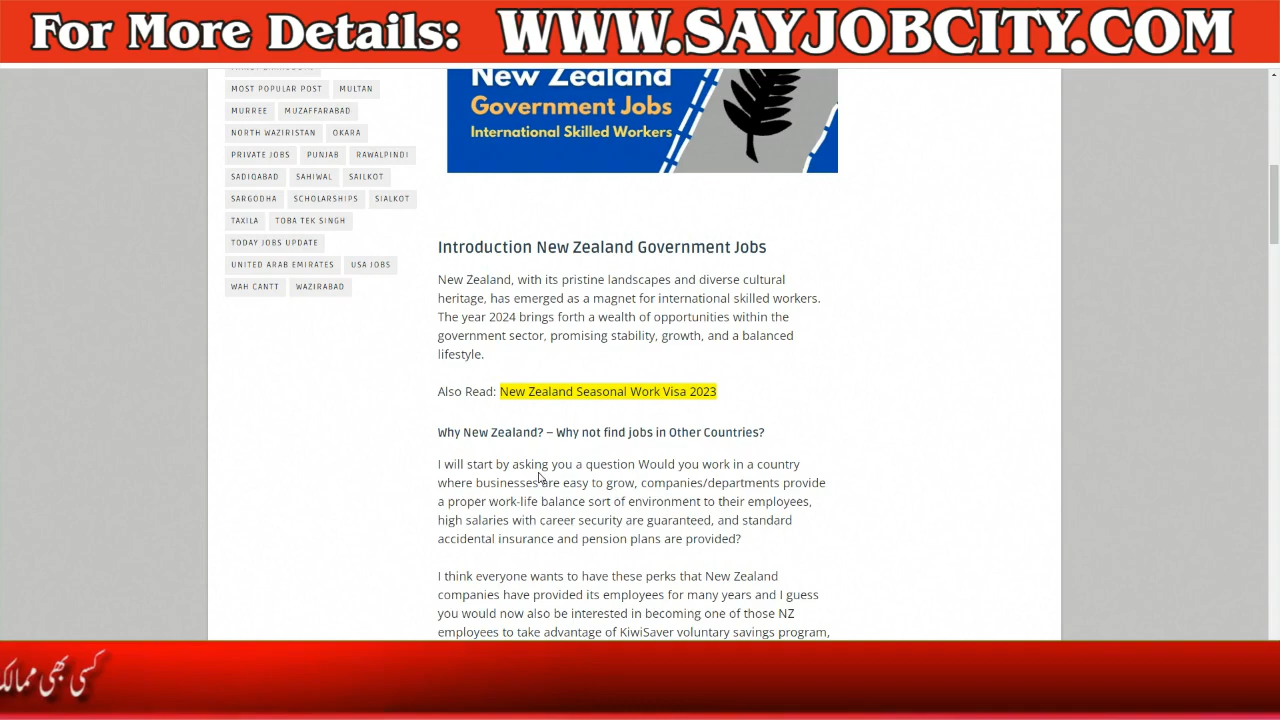 For More Details: WWW.SAYJOBCITY.COM
MOST POPULAR POST MULTAN
MURREE MUZAFFARABAD
NORTH WAZIRISTAN OKARA
PRIVATE JOBS PUNJAB RAWALPINDI
SADIQABAD SAHIWAL SAILKOT
SARGODHA SCHOLARSHIPS SIALKOT
TAXILA TOBA TEK SINGH
TODAY JOBS UPDATE
UNITED ARAB EMIRATES USA JOBS
WAH CANTT WAZIRABAD
New Zealand
Government Jobs
International Skilled Workers
Introduction New Zealand Government Jobs
New Zealand, with its pristine landscapes and diverse cultural
heritage, has emerged as a magnet for international skilled workers.
The year 2024 brings forth a wealth of opportunities within the
government sector, promising stability, growth, and a balanced
lifestyle.
Also Read: New Zealand Seasonal Work Visa 2023
Why New Zealand? – Why not find jobs in Other Countries?
I will start by asking you a question Would you work in a country
where businesses are easy to grow, companies/departments provide
a proper work-life balance sort of environment to their employees,
high salaries with career security are guaranteed, and standard
accidental insurance and pension plans are provided?
I think everyone wants to have these perks that New Zealand
companies have provided its employees for many years and I guess
you would now also be interested in becoming one of those NZ
employees to take advantage of KiwiSaver voluntary savings program,
کسی بھی